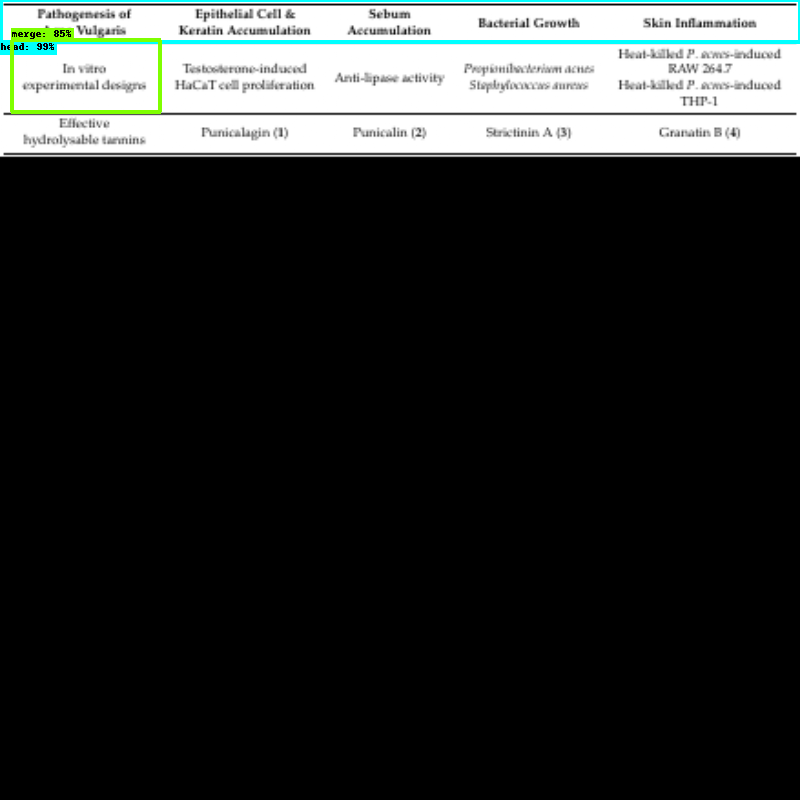 Pathogenesis of
Vulgaris
Epithelial Cell &
Keratin Accumulation
Sebum
Accumulation
Bacterial Growth
Skin Inflammation
merge: 85%
head: 99%
In vitro
experimental designs
Testosterone-induced
HaCaT cell proliferation
Anti-lipase activity
Propionibacterium acnes
Staphylococcus aureus
Heat-killed P. acnes-induced
RAW 264.7
Heat-killed P. acnes-induced
THP-1
Effective
hydrolysable tannins
Punicalagin (1)
Punicalin (2)
Strictinin A (3)
Granatin B (4)